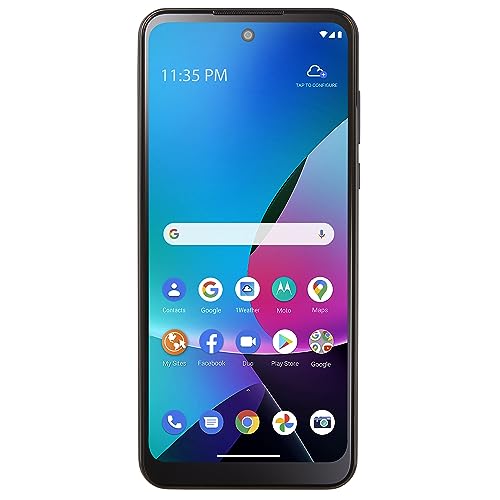 11:35 PM
TAP TO CONFIGURE
Contacts Google 1Weather Moto Maps
My Sites Facebook Duo Play Store Google